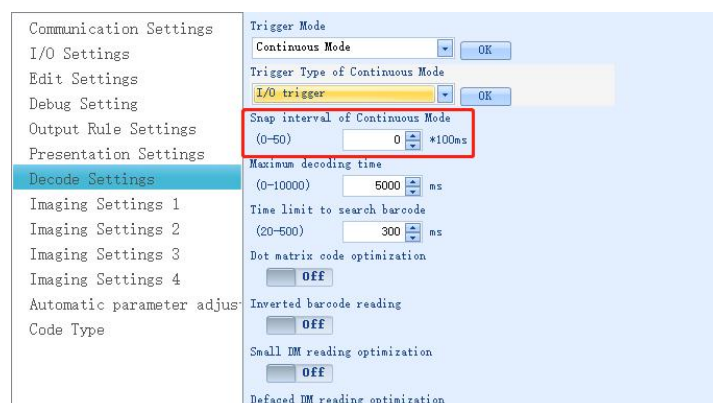 Communication Settings
I/O Settings
Edit Settings
Debug Setting
Output Rule Settings
Presentation Settings
Decode Settings
Imaging Settings 1
Imaging Settings 2
Imaging Settings 3
Imaging Settings 4
Automatic parameter adjus
Code Type
Trigger Mode
Continuous Mode OK
Trigger Type of Continuous Mode
I/O trigger OK
Snap interval of Continuous Mode
(0-50) 0 *100ms
Maximum decoding time
(0-10000) 5000 ms
Time limit to search barcode
(20-500) 300 ms
Dot matrix code optimization
Off
Inverted barcode reading
Off
Small DM reading optimization
Off
Defaced DM reading optimization